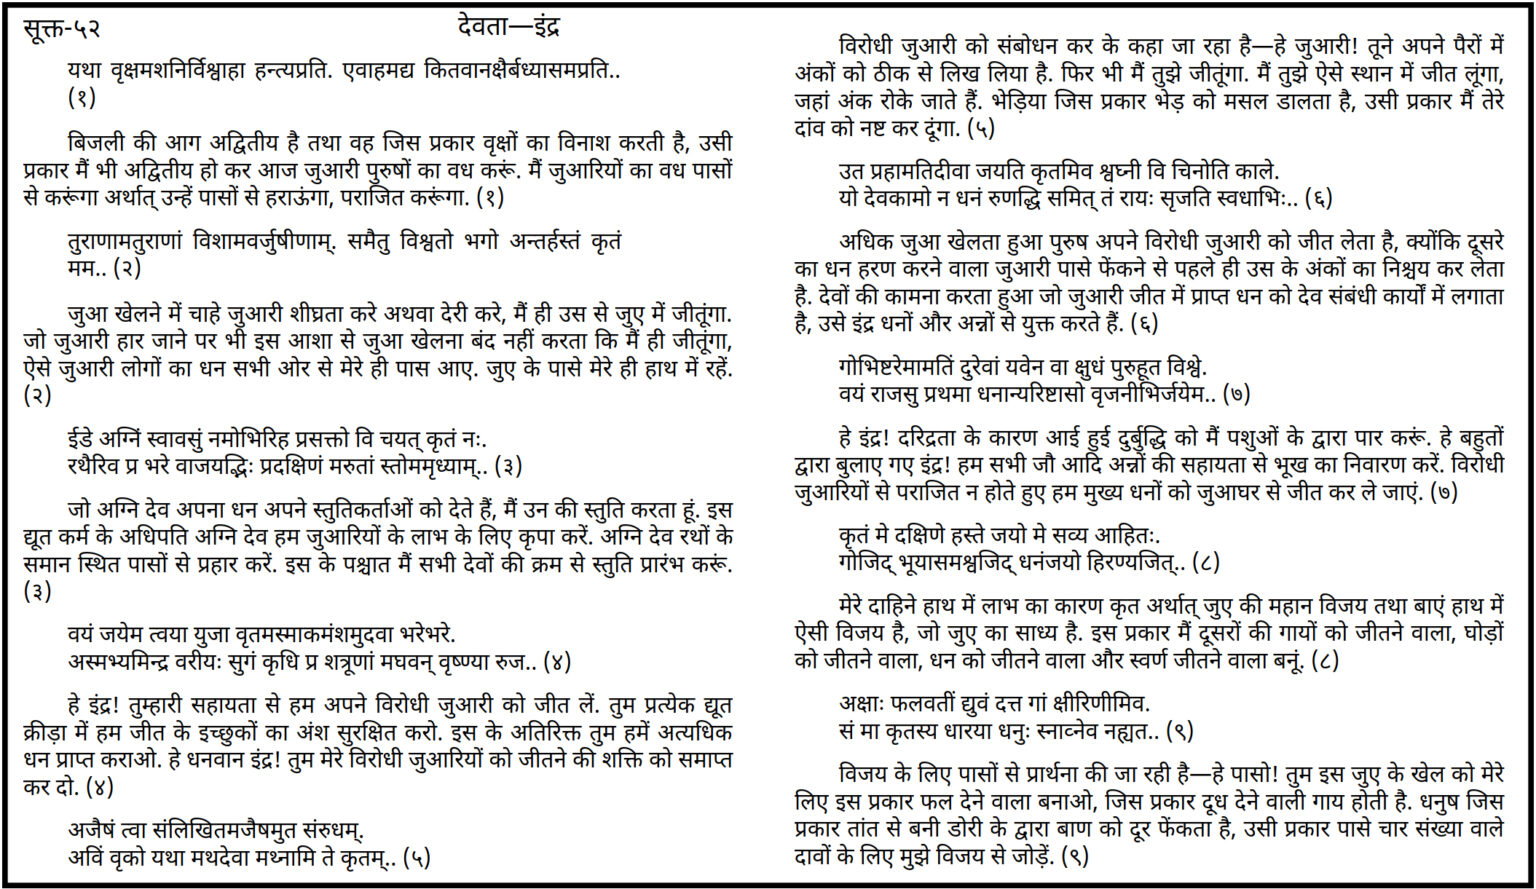 सूक्त-५२
देवता—इंद्र
यथा वृक्षमशनिर्विश्वाहा हन्त्यप्रति. एवाहमद्य कितवानक्षैर्बध्यासमप्रति..
(१)
बिजली की आग अद्वितीय है तथा वह जिस प्रकार वृक्षों का विनाश करती है, उसी
प्रकार मैं भी अद्वितीय हो कर आज जुआरी पुरुषों का वध करूं. मैं जुआरियों का वध पासों
से करूंगा अर्थात् उन्हें पासों से हराऊंगा, पराजित करूंगा. (१)
तुराणामतुराणां विशामवर्जुषीणाम्. समैतु विश्वतो भगो अन्तर्हस्तं कृतं
मम.. (२)
जुआ खेलने में चाहे जुआरी शीघ्रता करे अथवा देरी करे, मैं ही उस से जुए में जीतूंगा.
जो जुआरी हार जाने पर भी इस आशा से जुआ खेलना बंद नहीं करता कि मैं ही जीतूंगा,
ऐसे जुआरी लोगों का धन सभी ओर से मेरे ही पास आए. जुए के पासे मेरे ही हाथ में रहें.
(२)
ईडे अग्निं स्वावसुं नमोभिरिह प्रसक्तो वि चयत् कृतं नः.
रथैरिव प्र भरे वाजयद्भिः प्रदक्षिणं मरुतां स्तोममृध्याम्.. (३)
जो अग्नि देव अपना धन अपने स्तुतिकर्ताओं को देते हैं, मैं उन की स्तुति करता हूं. इस
द्यूत कर्म के अधिपति अग्नि देव हम जुआरियों के लाभ के लिए कृपा करें. अग्नि देव रथों के
समान स्थित पासों से प्रहार करें. इस के पश्चात मैं सभी देवों की क्रम से स्तुति प्रारंभ करूं.
(३)
वयं जयेम त्वया युजा वृतमस्माकमंशमुदवा भरेभरे.
अस्मभ्यमिन्द्र वरीयः सुगं कृधि प्र शत्रूणां मघवन् वृष्ण्या रुज.. (४)
हे इंद्र! तुम्हारी सहायता से हम अपने विरोधी जुआरी को जीत लें. तुम प्रत्येक द्यूत
क्रीड़ा में हम जीत के इच्छुकों का अंश सुरक्षित करो. इस के अतिरिक्त तुम हमें अत्यधिक
धन प्राप्त कराओ. हे धनवान इंद्र! तुम मेरे विरोधी जुआरियों को जीतने की शक्ति को समाप्त
कर दो. (४)
अजैषं त्वा संलिखितमजैषमुत संरुधम्.
अविं वृको यथा मथदेवा मथ्नामि ते कृतम्.. (५)
विरोधी जुआरी को संबोधन कर के कहा जा रहा है—हे जुआरी! तूने अपने पैरों में
अंकों को ठीक से लिख लिया है. फिर भी मैं तुझे जीतूंगा. मैं तुझे ऐसे स्थान में जीत लूंगा,
जहां अंक रोके जाते हैं. भेड़िया जिस प्रकार भेड़ को मसल डालता है, उसी प्रकार मैं तेरे
दांव को नष्ट कर दूंगा. (५)
उत प्रहामतिदीवा जयति कृतमिव श्वघ्नी वि चिनोति काले.
यो देवकामो न धनं रुणद्धि समित् तं रायः सृजति स्वधाभिः.. (६)
अधिक जुआ खेलता हुआ पुरुष अपने विरोधी जुआरी को जीत लेता है, क्योंकि दूसरे
का धन हरण करने वाला जुआरी पासे फेंकने से पहले ही उस के अंकों का निश्चय कर लेता
है. देवों की कामना करता हुआ जो जुआरी जीत में प्राप्त धन को देव संबंधी कार्यों में लगाता
है, उसे इंद्र धनों और अन्नों से युक्त करते हैं. (६)
गोभिष्टरेमामतिं दुरेवां यवेन वा क्षुधं पुरुहूत विश्वे.
वयं राजसु प्रथमा धनान्यरिष्टासो वृजनीभिर्जयेम.. (७)
हे इंद्र! दरिद्रता के कारण आई हुई दुर्बुद्धि को मैं पशुओं के द्वारा पार करूं. हे बहुतों
द्वारा बुलाए गए इंद्र! हम सभी जौ आदि अन्नों की सहायता से भूख का निवारण करें. विरोधी
जुआरियों से पराजित न होते हुए हम मुख्य धनों को जुआघर से जीत कर ले जाएं. (७)
कृतं मे दक्षिणे हस्ते जयो मे सव्य आहितः.
गोजिद् भूयासमश्वजिद् धनंजयो हिरण्यजित्.. (८)
मेरे दाहिने हाथ में लाभ का कारण कृत अर्थात् जुए की महान विजय तथा बाएं हाथ में
ऐसी विजय है, जो जुए का साध्य है. इस प्रकार मैं दूसरों की गायों को जीतने वाला, घोड़ों
को जीतने वाला, धन को जीतने वाला और स्वर्ण जीतने वाला बनूं. (८)
अक्षाः फलवतीं द्युवं दत्त गां क्षीरिणीमिव.
सं मा कृतस्य धारया धनुः स्नाव्नेव नह्यत.. (९)
विजय के लिए पासों से प्रार्थना की जा रही है—हे पासो! तुम इस जुए के खेल को मेरे
लिए इस प्रकार फल देने वाला बनाओ, जिस प्रकार दूध देने वाली गाय होती है. धनुष जिस
प्रकार तांत से बनी डोरी के द्वारा बाण को दूर फेंकता है, उसी प्रकार पासे चार संख्या वाले
दावों के लिए मुझे विजय से जोड़ें. (९)